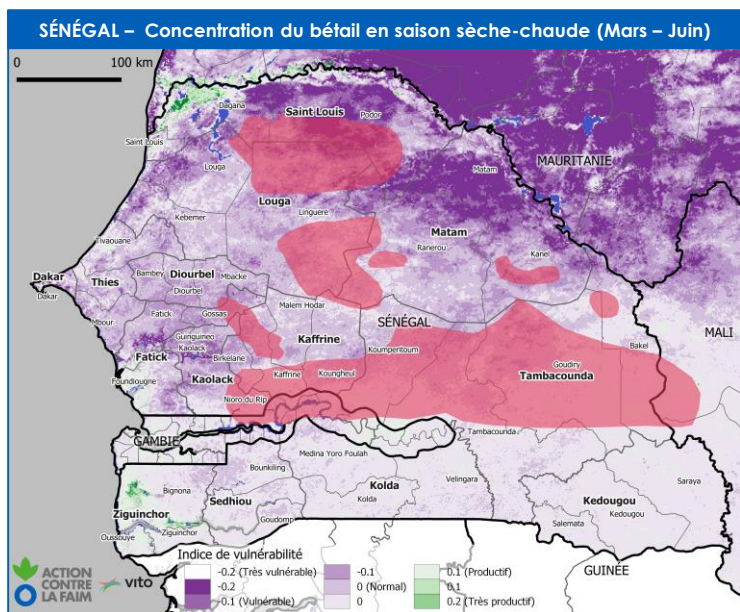 SÉNÉGAL – Concentration du bétail en saison sèche-chaude (Mars – Juin)
0 100 km
Dagana
Saint Louis
Podor
Saint Louis
MAURITANIE
Louga
Matam
Louga
Linguere
Kebemer
Matam
Tivaouane
Ranerou
Kanel
Dakar
Thies
Bambey
Diourbel
Mbacke
Dakar
Diourbel
Mbour
Fatick
Gossas
Malem Hodar
SÉNÉGAL
MALI
Guinguineo
Kaolack
Birkelane
Kaffrine
Koumpentoum
Bakel
Fatick
Goudiry
Foundiougne
Kaolack
Kaffrine
Koungheul
Tambacounda
Nioro du Rip
GAMBIE
Tambacounda
Medina Yoro Foulah
Bounkiling
Velingara
Saraya
Bignona
Sedhiou
Kolda
Kolda
Kedougou
Ziguinchor
Goudomp
Salemata
Kedougou
Oussouye
Ziguinchor
GUINÉE
Indice de vulnérabilité
-0.2 (Très vulnérable) -0.1 0.1 (Productif)
-0.2 0 (Normal) 0.1
-0.1 (Vulnérable) 0 0.2 (Très productif)
ACTION
CONTRE
LA FAIM
vito